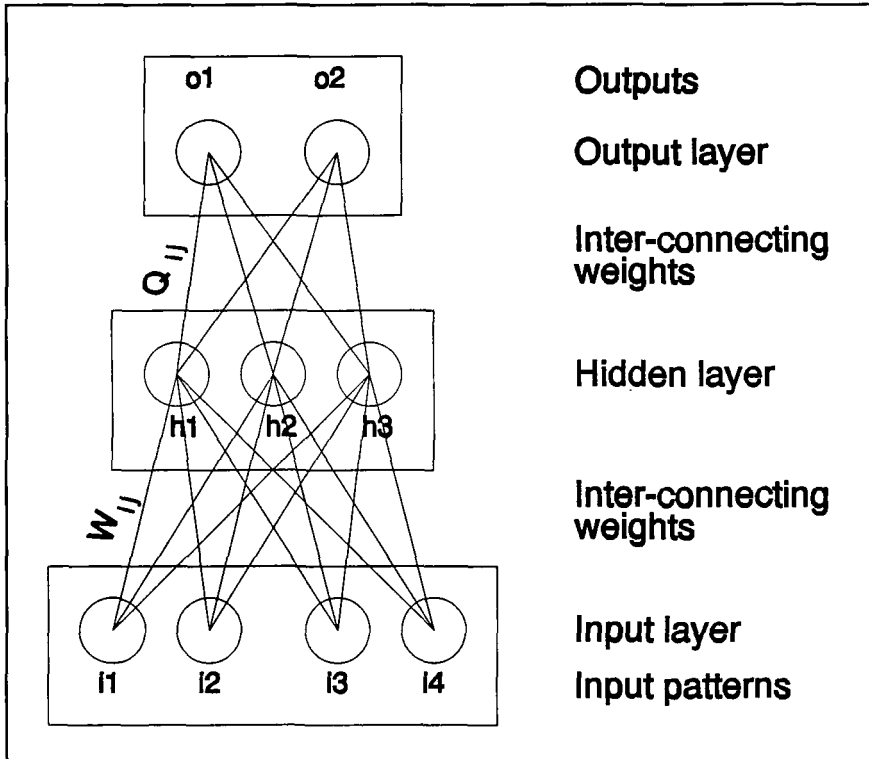 o1 o2 Outputs
Output layer
Q ij Inter-connecting
weights
Hidden layer
h1 h2 h3
W ij Inter-connecting
weights
Input layer
i1 i2 i3 i4 Input patterns